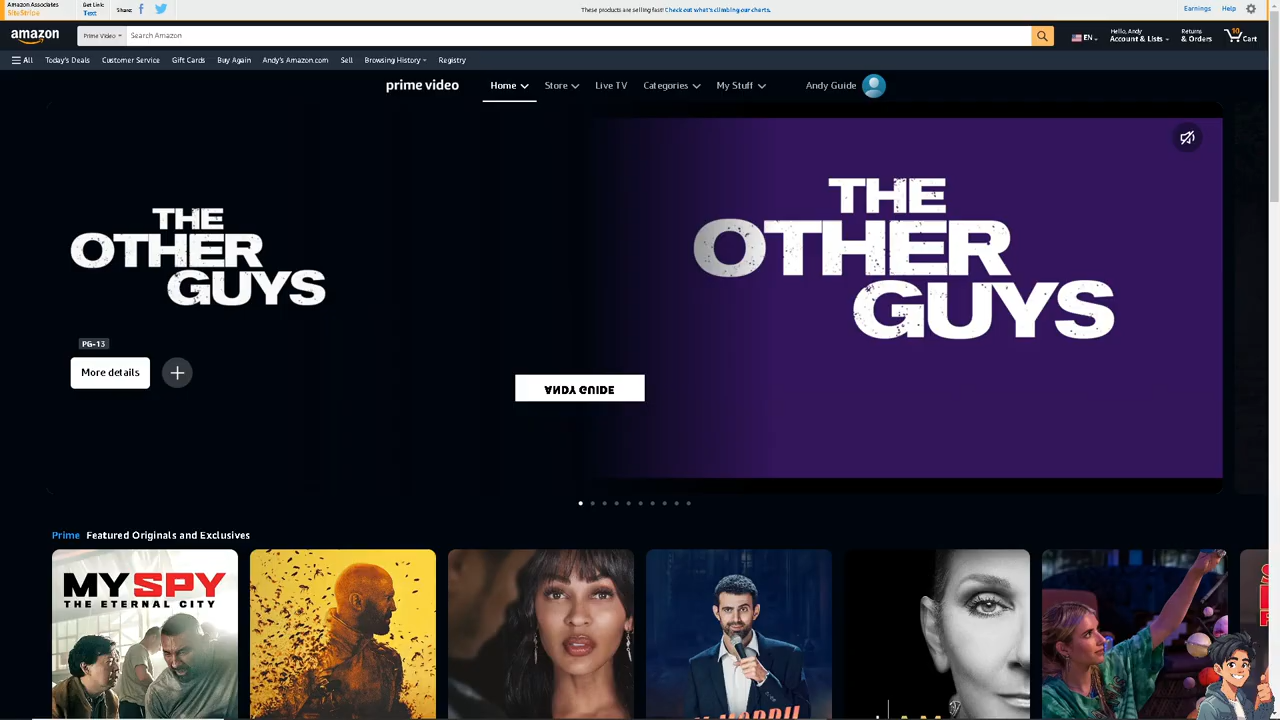 Amazon Associates
SiteStripe
Get Link:
Text
Share:
These products are selling fast! Check out what's climbing our charts.
Earnings
Help
amazon
Prime Video
Search Amazon
EN
Hello, Andy
Account & Lists
Returns
& Orders
10
Cart
All
Today's Deals
Customer Service
Gift Cards
Buy Again
Andy's Amazon.com
Sell
Browsing History
Registry
prime video
Home
Store
Live TV
Categories
My Stuff
Andy Guide
THE
OTHER
GUYS
THE
OTHER
GUYS
PG-13
More details
ANDY GUIDE
Prime Featured Originals and Exclusives
MY SPY
THE ETERNAL CITY